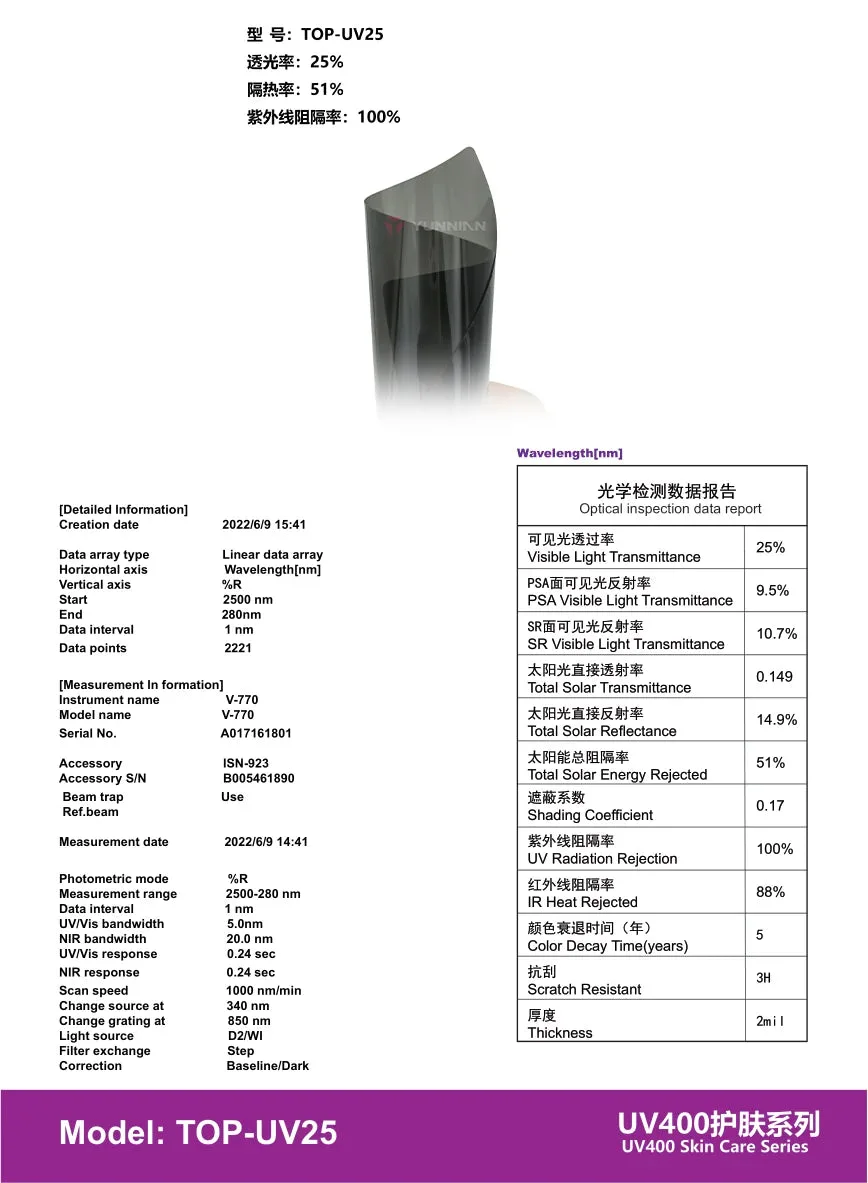 型 号：TOP-UV25
透光率：25%
隔热率：51%
紫外线阻隔率：100%
YUNNIAN
[Detailed Information]
Creation date 2022/6/9 15:41
Data array type Linear data array
Horizontal axis Wavelength[nm]
Vertical axis %R
Start 2500 nm
End 280nm
Data interval 1 nm
Data points 2221
[Measurement In formation]
Instrument name V-770
Model name V-770
Serial No. A017161801
Accessory ISN-923
Accessory S/N B005461890
Beam trap Use
Ref.beam
Measurement date 2022/6/9 14:41
Photometric mode %R
Measurement range 2500-280 nm
Data interval 1 nm
UV/Vis bandwidth 5.0nm
NIR bandwidth 20.0 nm
UV/Vis response 0.24 sec
NIR response 0.24 sec
Scan speed 1000 nm/min
Change source at 340 nm
Change grating at 850 nm
Light source D2/WI
Filter exchange Step
Correction Baseline/Dark
Wavelength[nm]
光学检测数据报告
Optical inspection data report
可见光透过率
Visible Light Transmittance 25%
PSA面可见光反射率
PSA Visible Light Transmittance 9.5%
SR面可见光反射率
SR Visible Light Transmittance 10.7%
太阳光直接透射率
Total Solar Transmittance 0.149
太阳光直接反射率
Total Solar Reflectance 14.9%
太阳能总阻隔率
Total Solar Energy Rejected 51%
遮蔽系数
Shading Coefficient 0.17
紫外线阻隔率
UV Radiation Rejection 100%
红外线阻隔率
IR Heat Rejected 88%
颜色衰退时间（年）
Color Decay Time(years) 5
抗刮
Scratch Resistant 3H
厚度
Thickness 2mil
Model: TOP-UV25
UV400护肤系列
UV400 Skin Care Series